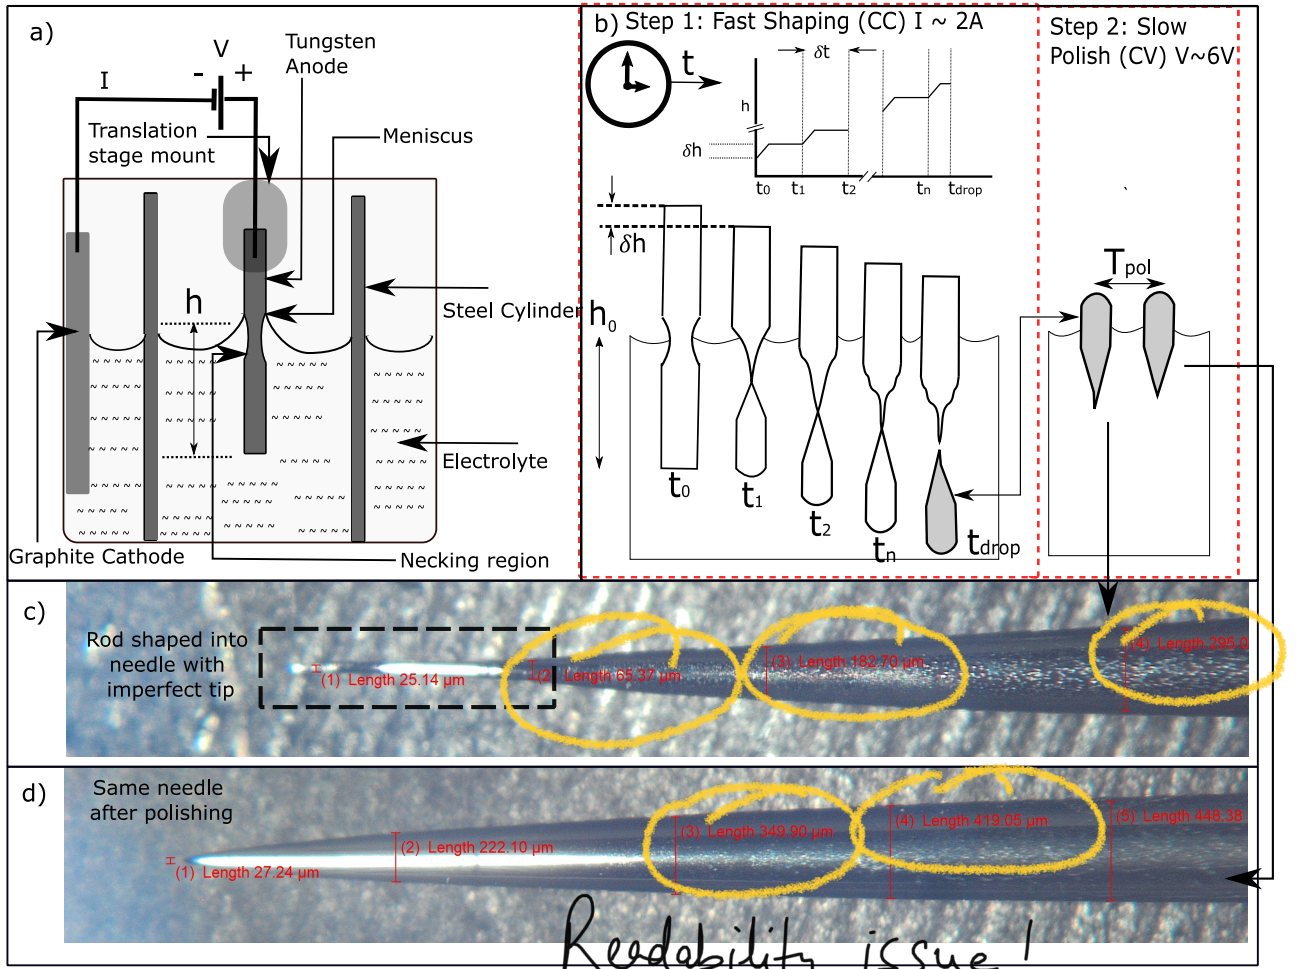 a)
V
- +
I
Tungsten
Anode
Translation
stage mount
Meniscus
h
Steel Cylinder
Electrolyte
Graphite Cathode
Necking region
b) Step 1: Fast Shaping (CC) I ~ 2A
t
δt
h
δh
t0 t1 t2 tn tdrop
δh
h0
t0
t1
t2
tn
tdrop
Step 2: Slow
Polish (CV) V~6V
Tpol
c)
Rod shaped into
needle with
imperfect tip
(1) Length 25.14 µm
(2) Length 65.37 µm
(3) Length 182.70 µm
(4) Length 285.0
d)
Same needle
after polishing
(1) Length 27.24 µm
(2) Length 222.10 µm
(3) Length 349.90 µm
(4) Length 419.05 µm
(5) Length 448.38
Readability issue!